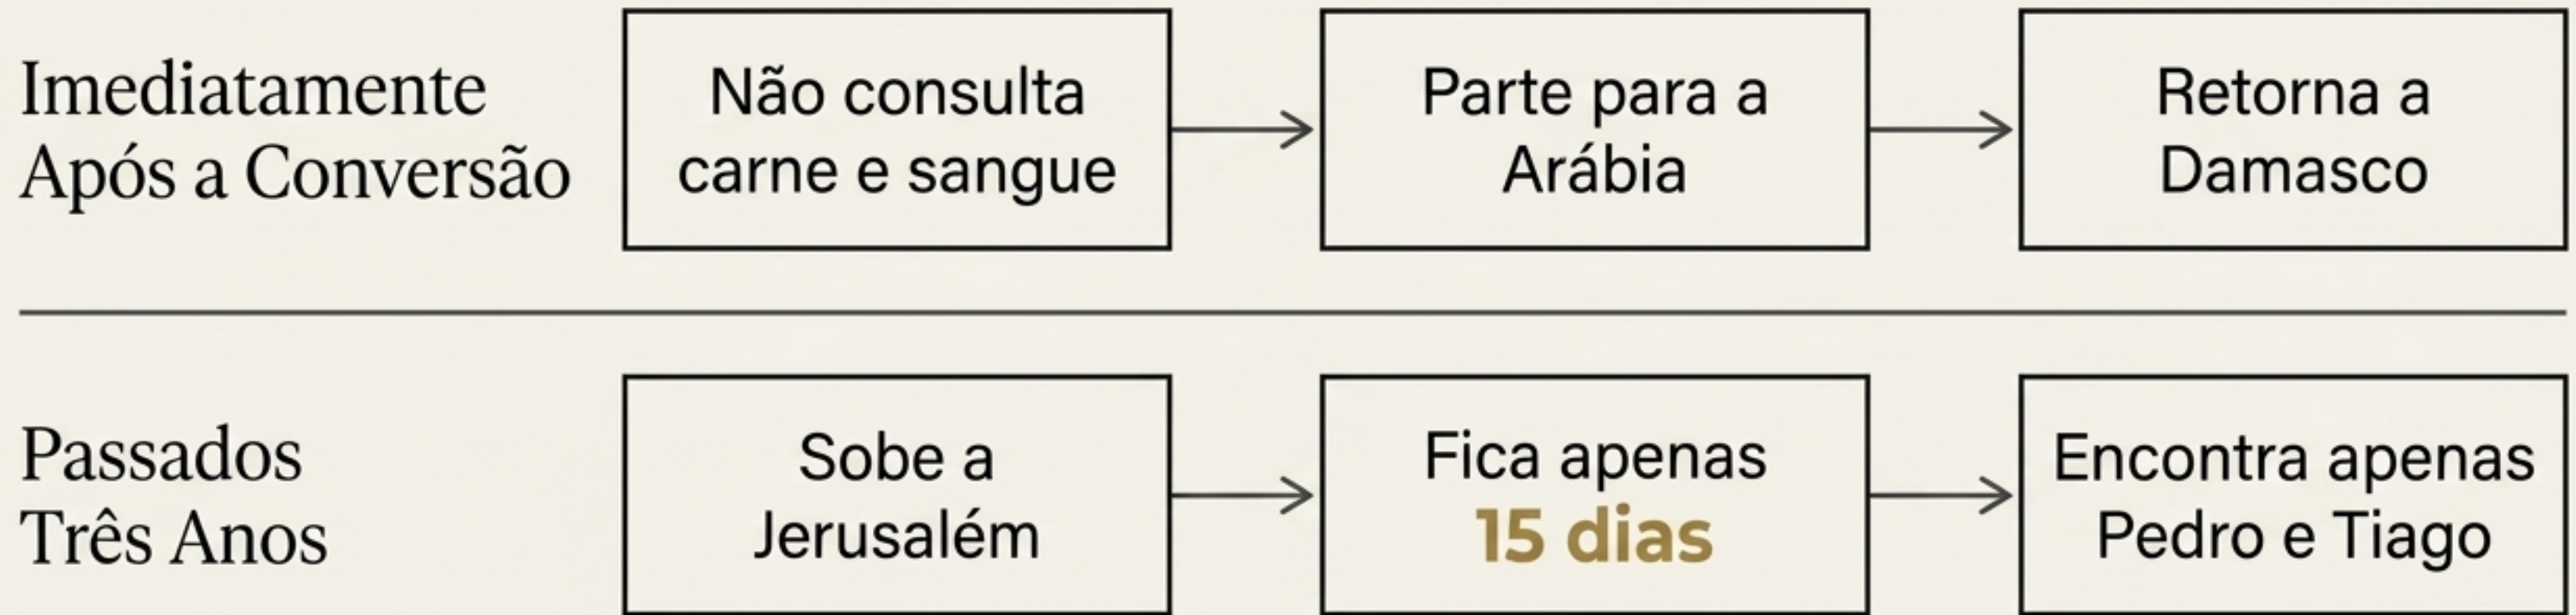 Imediatamente
Após a Conversão
Não consulta
carne e sangue
Parte para a
Arábia
Retorna a
Damasco
Passados
Três Anos
Sobe a
Jerusalém
Fica apenas
15 dias
Encontra apenas
Pedro e Tiago